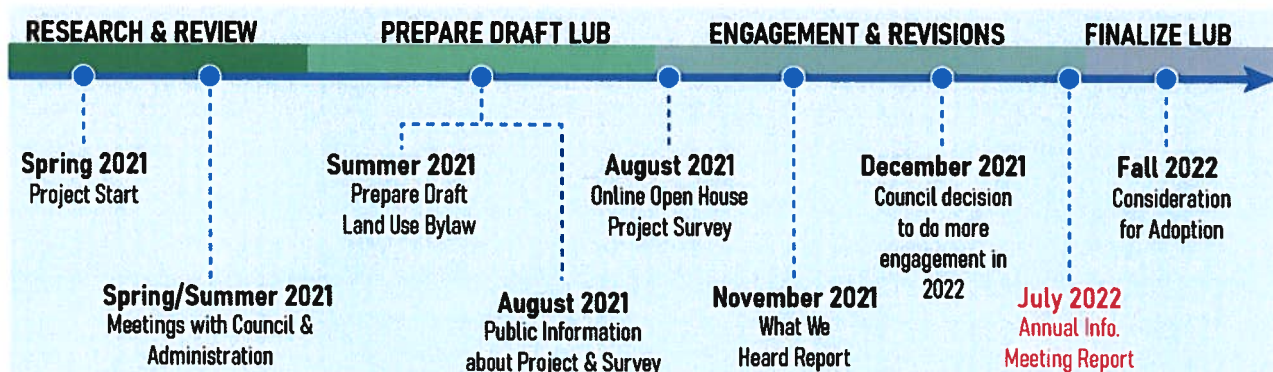 RESEARCH & REVIEW
PREPARE DRAFT LUB
ENGAGEMENT & REVISIONS
FINALIZE LUB
Spring 2021
Project Start
Spring/Summer 2021
Meetings with Council &
Administration
Summer 2021
Prepare Draft
Land Use Bylaw
August 2021
Public Information
about Project & Survey
August 2021
Online Open House
Project Survey
November 2021
What We
Heard Report
December 2021
Council decision
to do more
engagement in
2022
July 2022
Annual Info.
Meeting Report
Fall 2022
Consideration
for Adoption